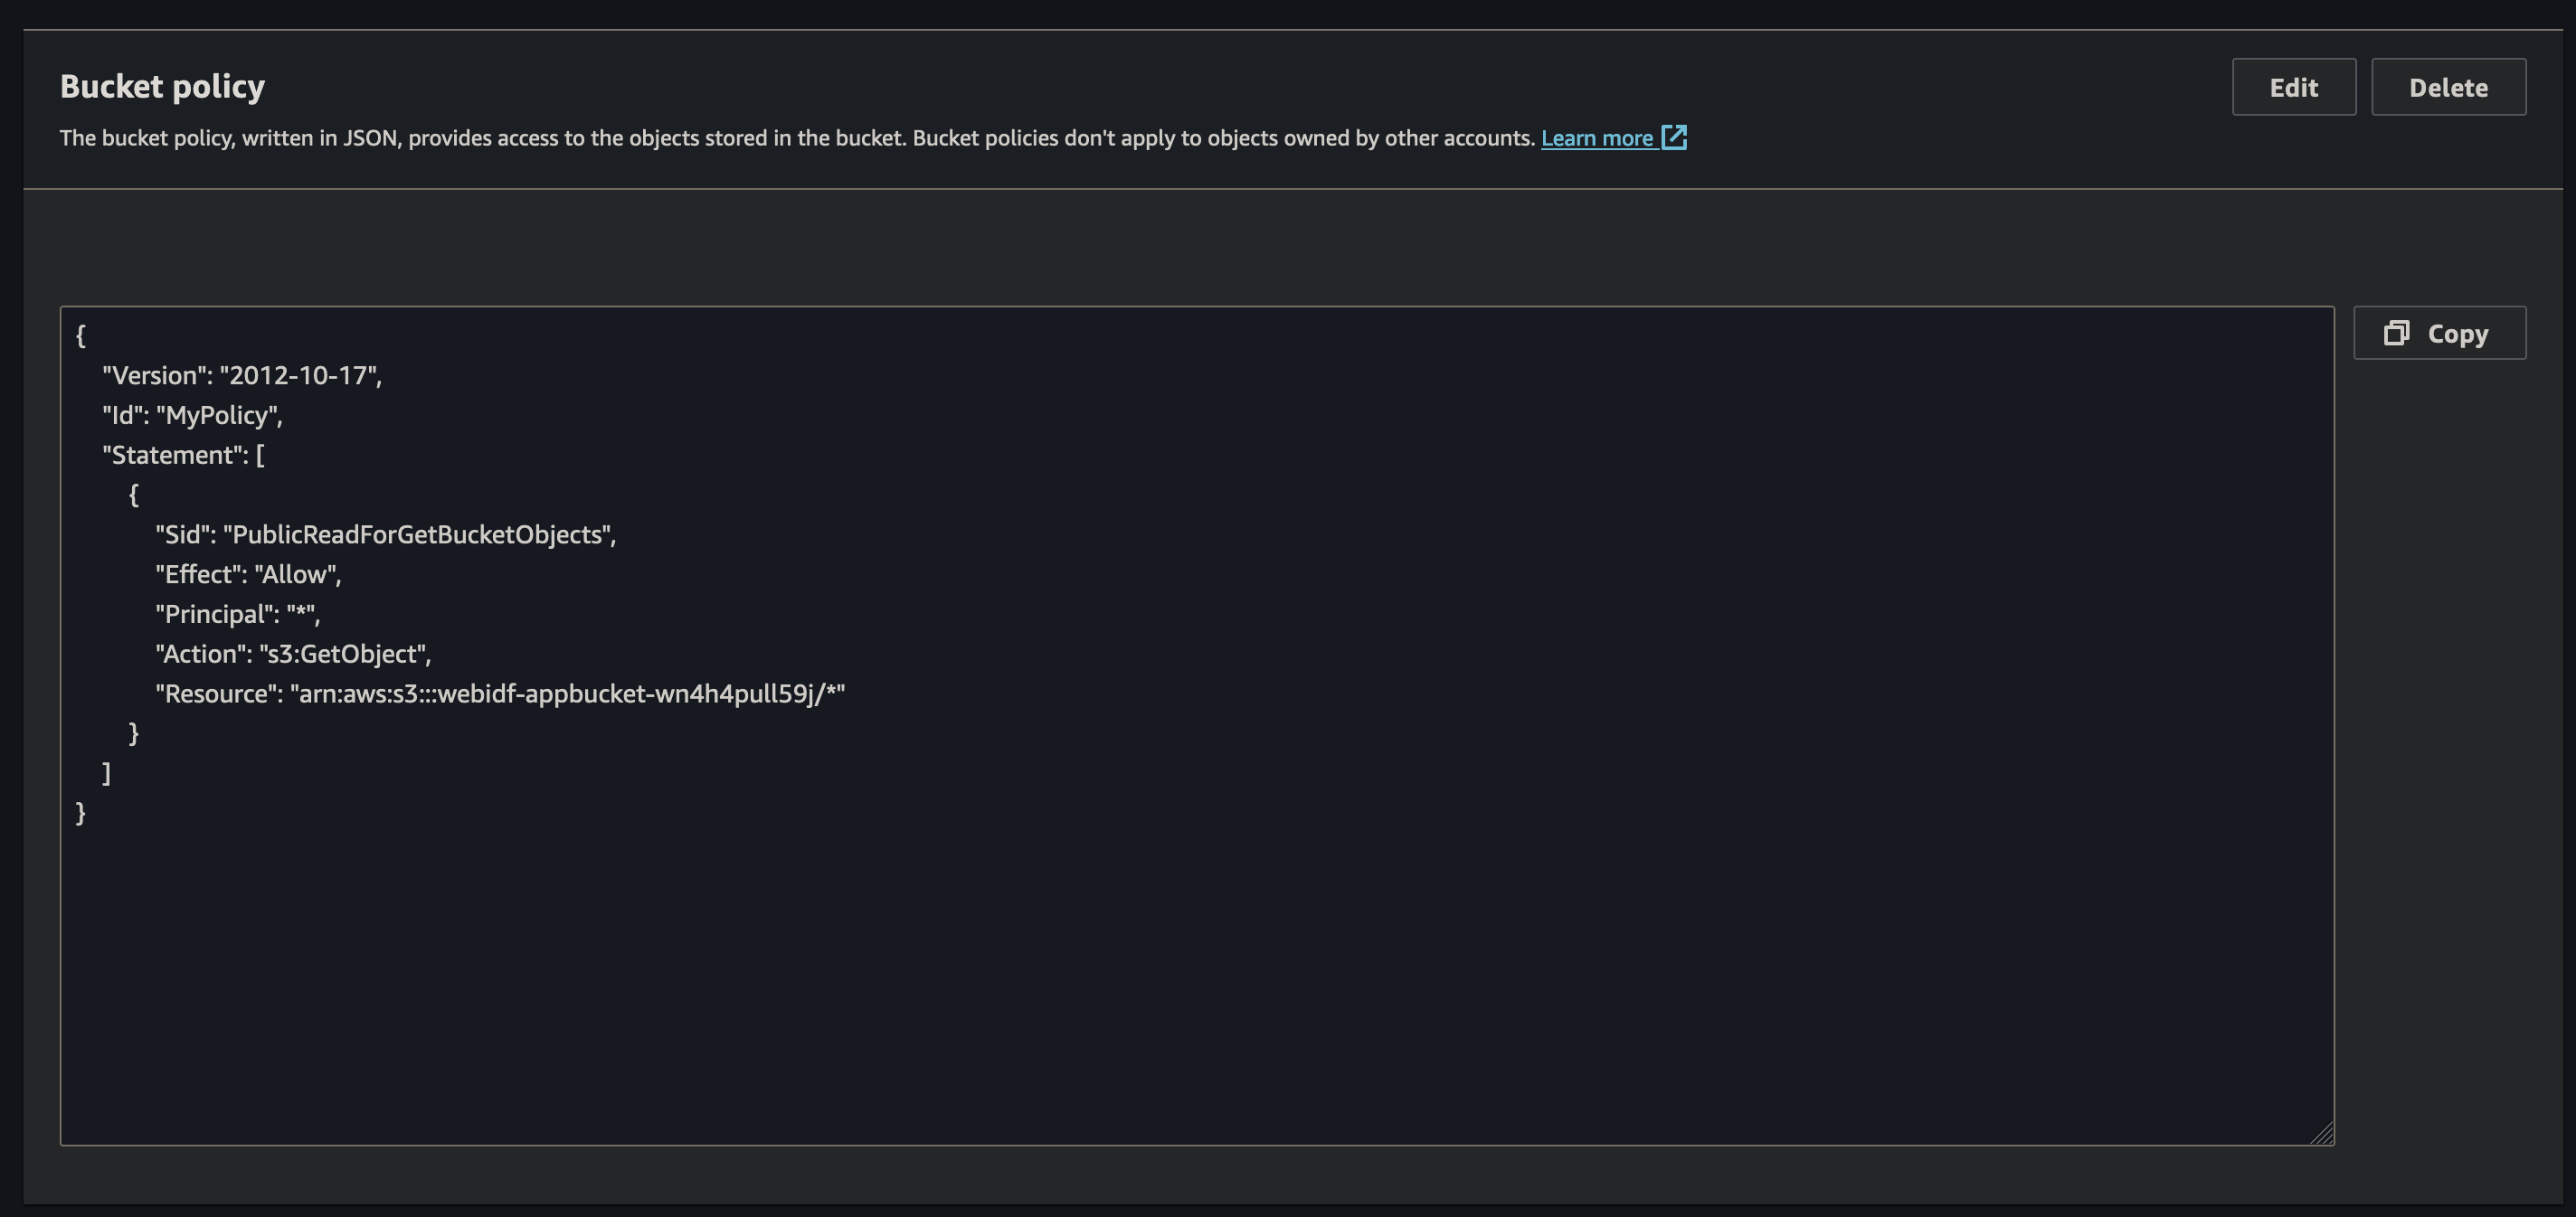 Bucket policy
Edit
Delete
The bucket policy, written in JSON, provides access to the objects stored in the bucket. Bucket policies don't apply to objects owned by other accounts. Learn more
Copy
{
"Version": "2012-10-17",
"Id": "MyPolicy",
"Statement": [
{
"Sid": "PublicReadForGetBucketObjects",
"Effect": "Allow",
"Principal": "*",
"Action": "s3:GetObject",
"Resource": "arn:aws:s3:::webidf-appbucket-wn4h4pull59j/*"
}
]
}